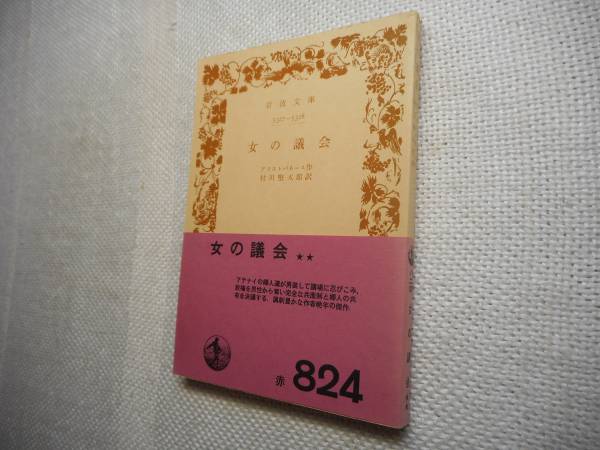 岩波文庫
5327-5328
女の議会
アリストパネース作
村川堅太郎訳
女の議会 ★★
アテナイの婦人達が男装して議場に忍びこみ,
政権を男性から奪い完全な共産制と婦人の共
有を決議する. 諷刺豊かな作者晩年の傑作.
赤 824